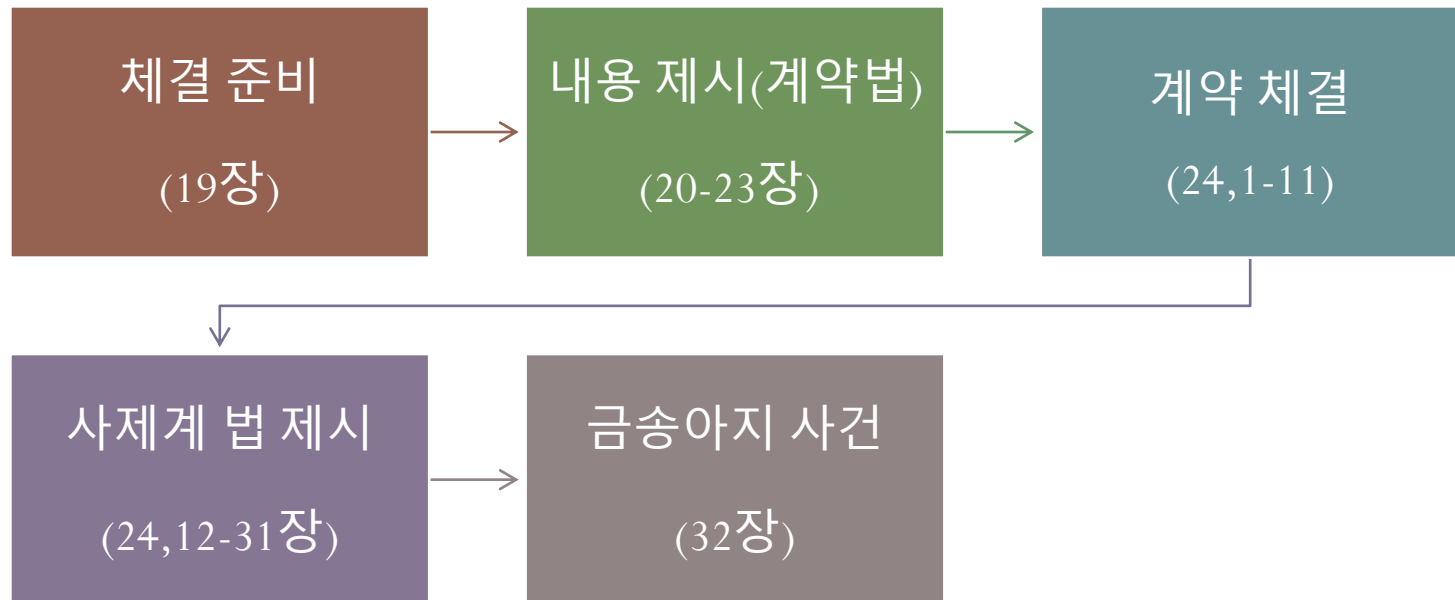 체결 준비
(19장)
내용 제시(계약법)
(20-23장)
계약 체결
(24,1-11)
사제계 법 제시
(24,12-31장)
금송아지 사건
(32장)